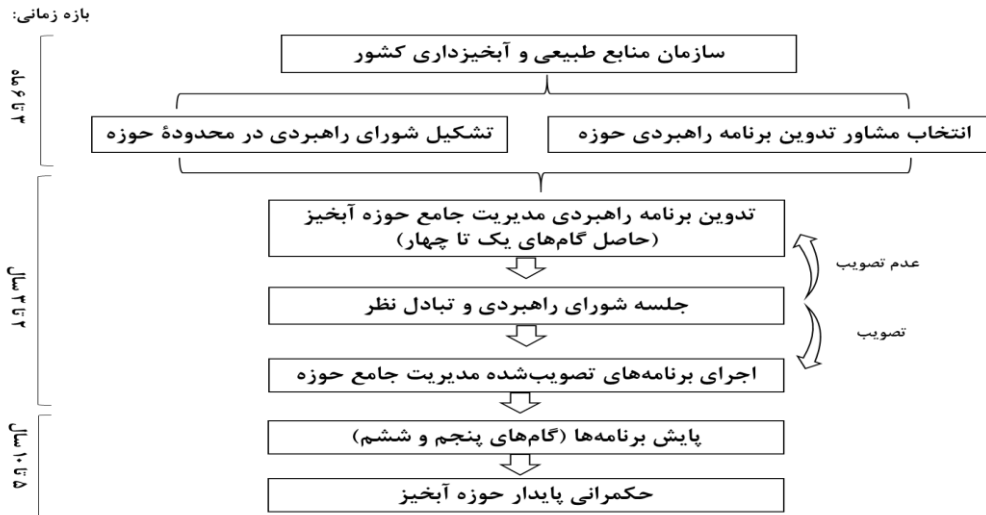 بازه زمانی:
سازمان منابع طبیعی و آبخیزداری کشور
۳ تا ۶ ماه
انتخاب مشاور تدوین برنامه راهبردی حوزه
تشکیل شورای راهبردی در محدودهٔ حوزه
تدوین برنامه راهبردی مدیریت جامع حوزه آبخیز
(حاصل گام‌های یک تا چهار)
عدم تصویب
جلسه شورای راهبردی و تبادل نظر
۲ تا ۳ سال
تصویب
اجرای برنامه‌های تصویب‌شده مدیریت جامع حوزه
پایش برنامه‌ها (گام‌های پنجم و ششم)
۵ تا ۱۰ سال
حکمرانی پایدار حوزه آبخیز